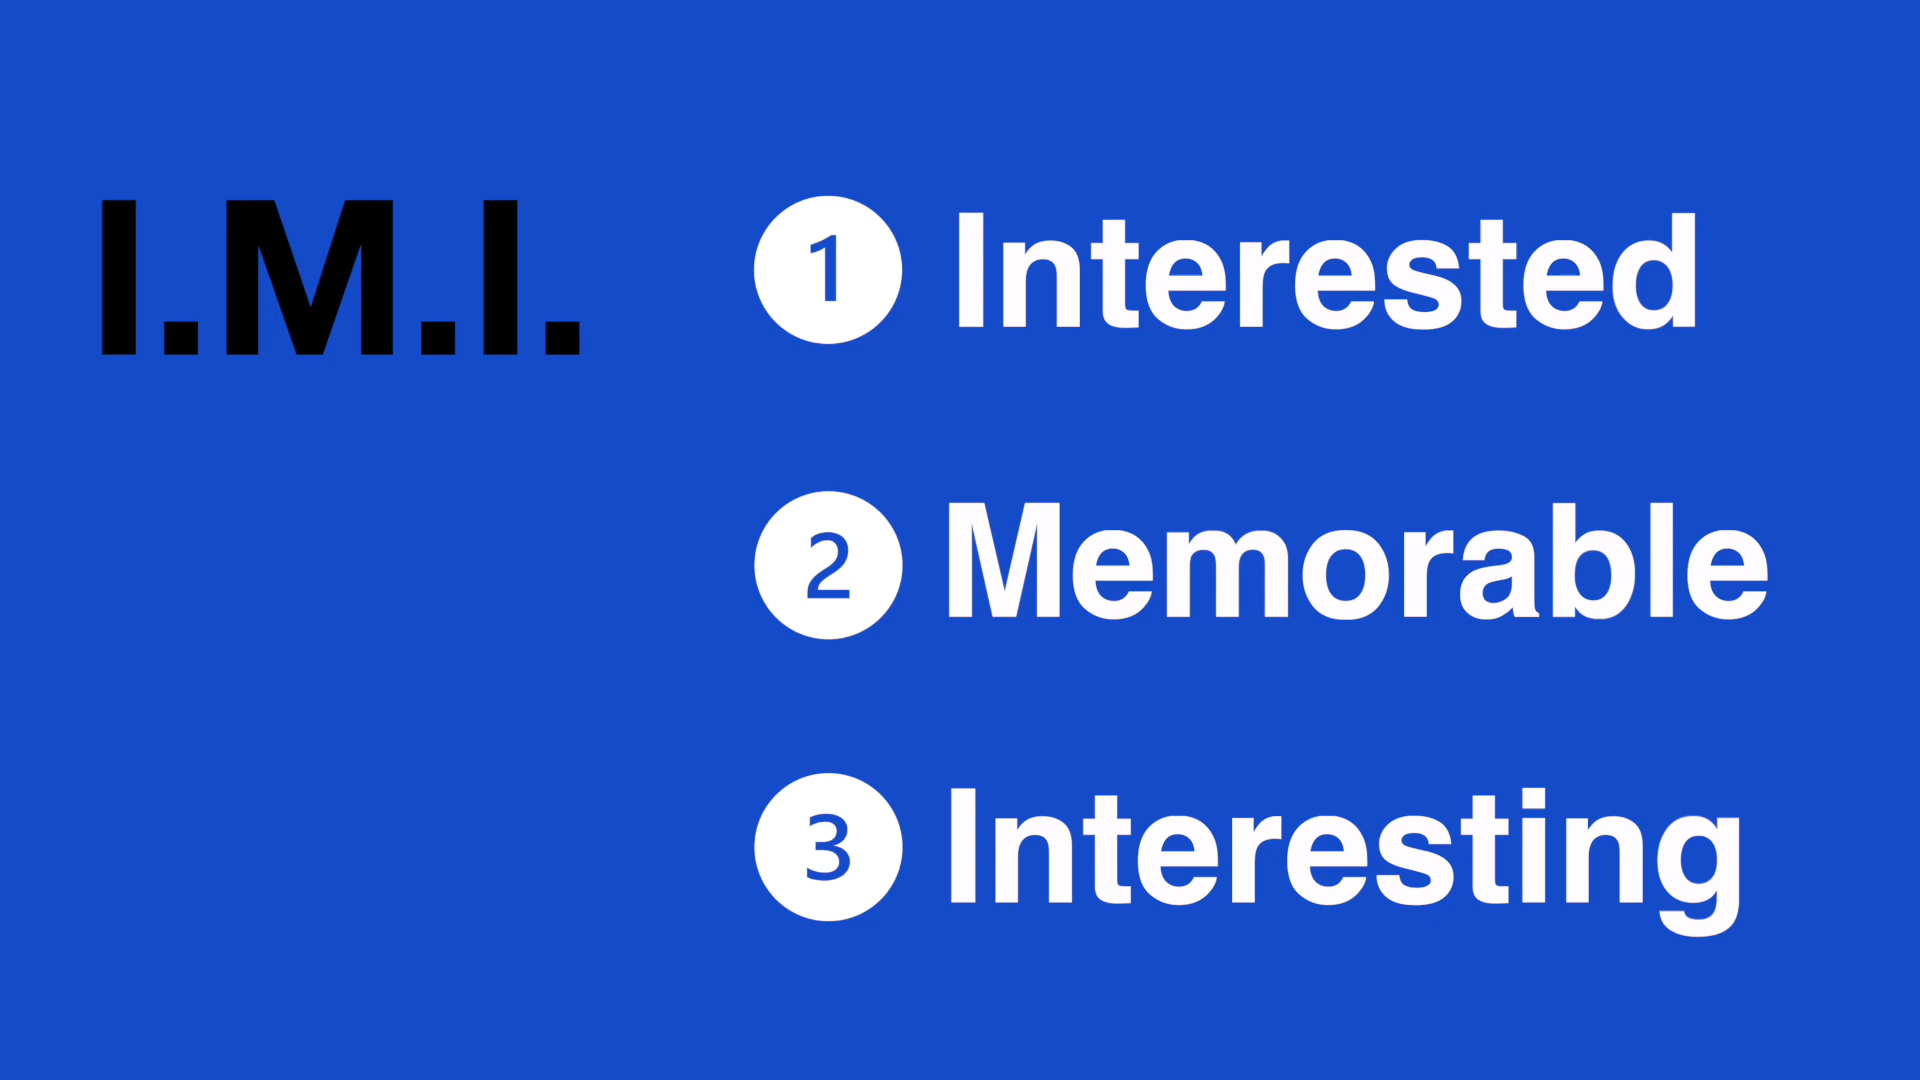 I.M.I.
1 Interested
2 Memorable
3 Interesting